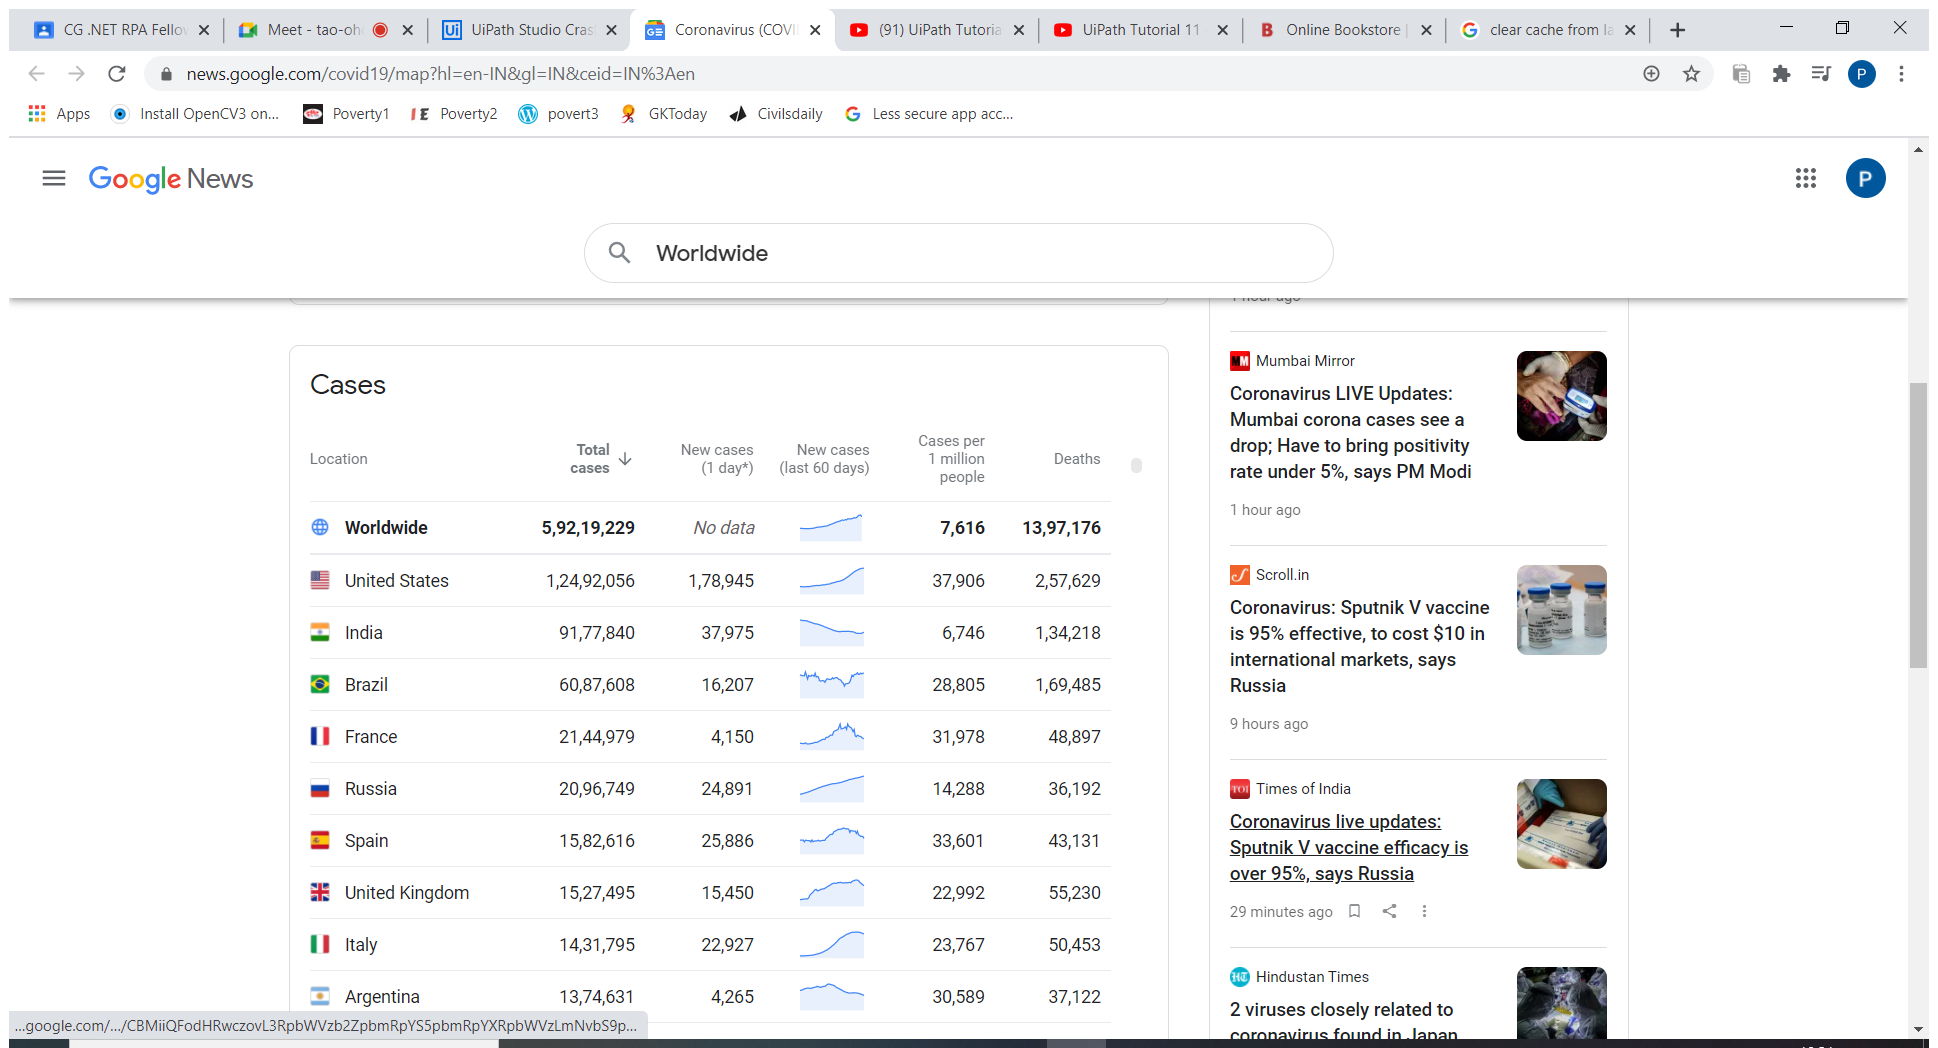 CG .NET RPA Fellov
Meet - tao-oh
UiPath Studio Cras
Coronavirus (COVI
(91) UiPath Tutoria
UiPath Tutorial 11
Online Bookstore |
clear cache from la
news.google.com/covid19/map?hl=en-IN&gl=IN&ceid=IN%3Aen
P
Apps
Install OpenCV3 on...
Poverty1
Poverty2
povert3
GKToday
Civilsdaily
Less secure app acc...
Google News
P
Worldwide
1 hour ago
Cases
Location Total cases New cases (1 day*) New cases (last 60 days) Cases per 1 million people Deaths
Worldwide 5,92,19,229 No data 7,616 13,97,176
United States 1,24,92,056 1,78,945 37,906 2,57,629
India 91,77,840 37,975 6,746 1,34,218
Brazil 60,87,608 16,207 28,805 1,69,485
France 21,44,979 4,150 31,978 48,897
Russia 20,96,749 24,891 14,288 36,192
Spain 15,82,616 25,886 33,601 43,131
United Kingdom 15,27,495 15,450 22,992 55,230
Italy 14,31,795 22,927 23,767 50,453
Argentina 13,74,631 4,265 30,589 37,122
Mumbai Mirror
Coronavirus LIVE Updates:
Mumbai corona cases see a
drop; Have to bring positivity
rate under 5%, says PM Modi
1 hour ago
Scroll.in
Coronavirus: Sputnik V vaccine
is 95% effective, to cost $10 in
international markets, says
Russia
9 hours ago
TOI Times of India
Coronavirus live updates:
Sputnik V vaccine efficacy is
over 95%, says Russia
29 minutes ago
HT Hindustan Times
2 viruses closely related to
coronavirus found in Japan
...google.com/.../CBMiiQFodHRwczovL3RpbWVzb2ZpbmRpYS5pbmRpYXRpbWVzLmNvbS9p...